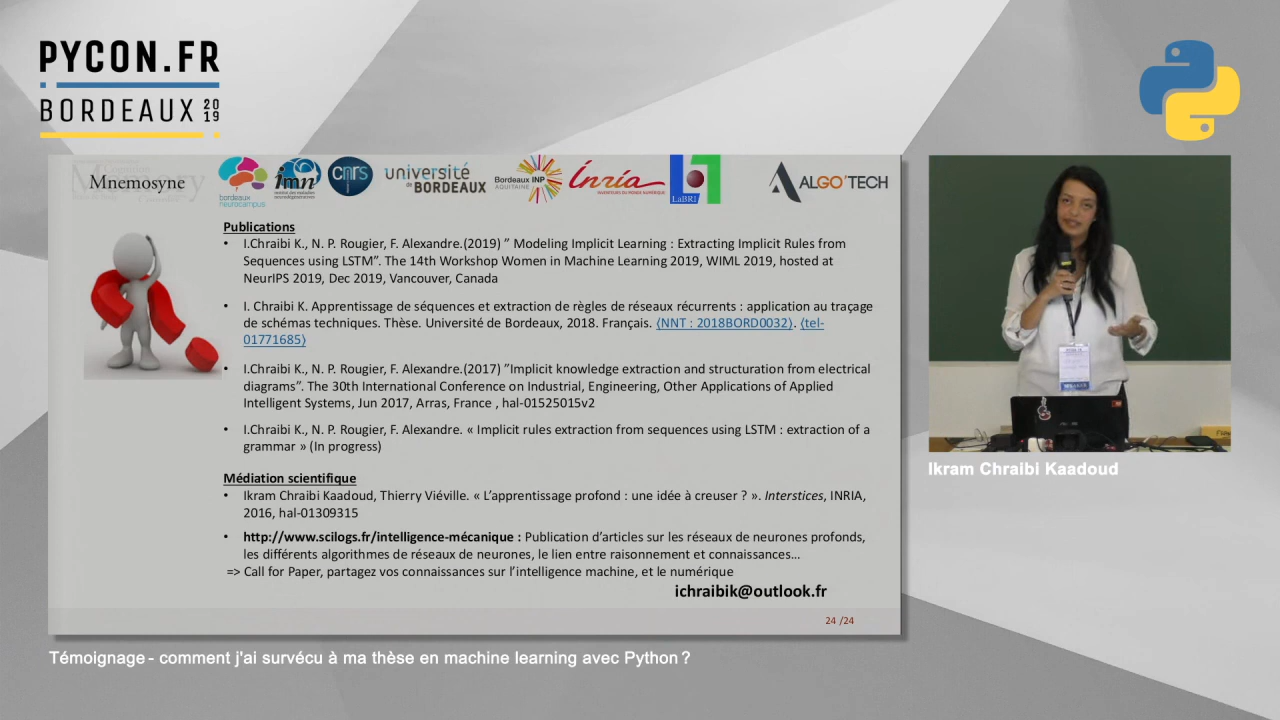 PYCON.FR
BORDEAUX 2019
Mnemosyne
bordeaux
neurocampus
imn
cnrs
université
de BORDEAUX
Bordeaux INP
AQUITAINE
Inria
INVENTEURS DU MONDE NUMÉRIQUE
LaBRI
ALGO'TECH
Publications
• I.Chraibi K., N. P. Rougier, F. Alexandre.(2019) ” Modeling Implicit Learning : Extracting Implicit Rules from
Sequences using LSTM”. The 14th Workshop Women in Machine Learning 2019, WIML 2019, hosted at
NeurIPS 2019, Dec 2019, Vancouver, Canada
• I. Chraibi K. Apprentissage de séquences et extraction de règles de réseaux récurrents : application au traçage
de schémas techniques. Thèse. Université de Bordeaux, 2018. Français. ⟨NNT : 2018BORD0032⟩. ⟨tel-
01771685⟩
• I.Chraibi K., N. P. Rougier, F. Alexandre.(2017) ”Implicit knowledge extraction and structuration from electrical
diagrams”. The 30th International Conference on Industrial, Engineering, Other Applications of Applied
Intelligent Systems, Jun 2017, Arras, France , hal-01525015v2
• I.Chraibi K., N. P. Rougier, F. Alexandre. « Implicit rules extraction from sequences using LSTM : extraction of a
grammar » (In progress)
Médiation scientifique
• Ikram Chraibi Kaadoud, Thierry Viéville. « L’apprentissage profond : une idée à creuser ? ». Interstices, INRIA,
2016, hal-01309315
• http://www.scilogs.fr/intelligence-mécanique : Publication d’articles sur les réseaux de neurones profonds,
les différents algorithmes de réseaux de neurones, le lien entre raisonnement et connaissances…
=> Call for Paper, partagez vos connaissances sur l’intelligence machine, et le numérique
ichraibik@outlook.fr
24 /24
Ikram Chraibi Kaadoud
Témoignage - comment j'ai survécu à ma thèse en machine learning avec Python ?